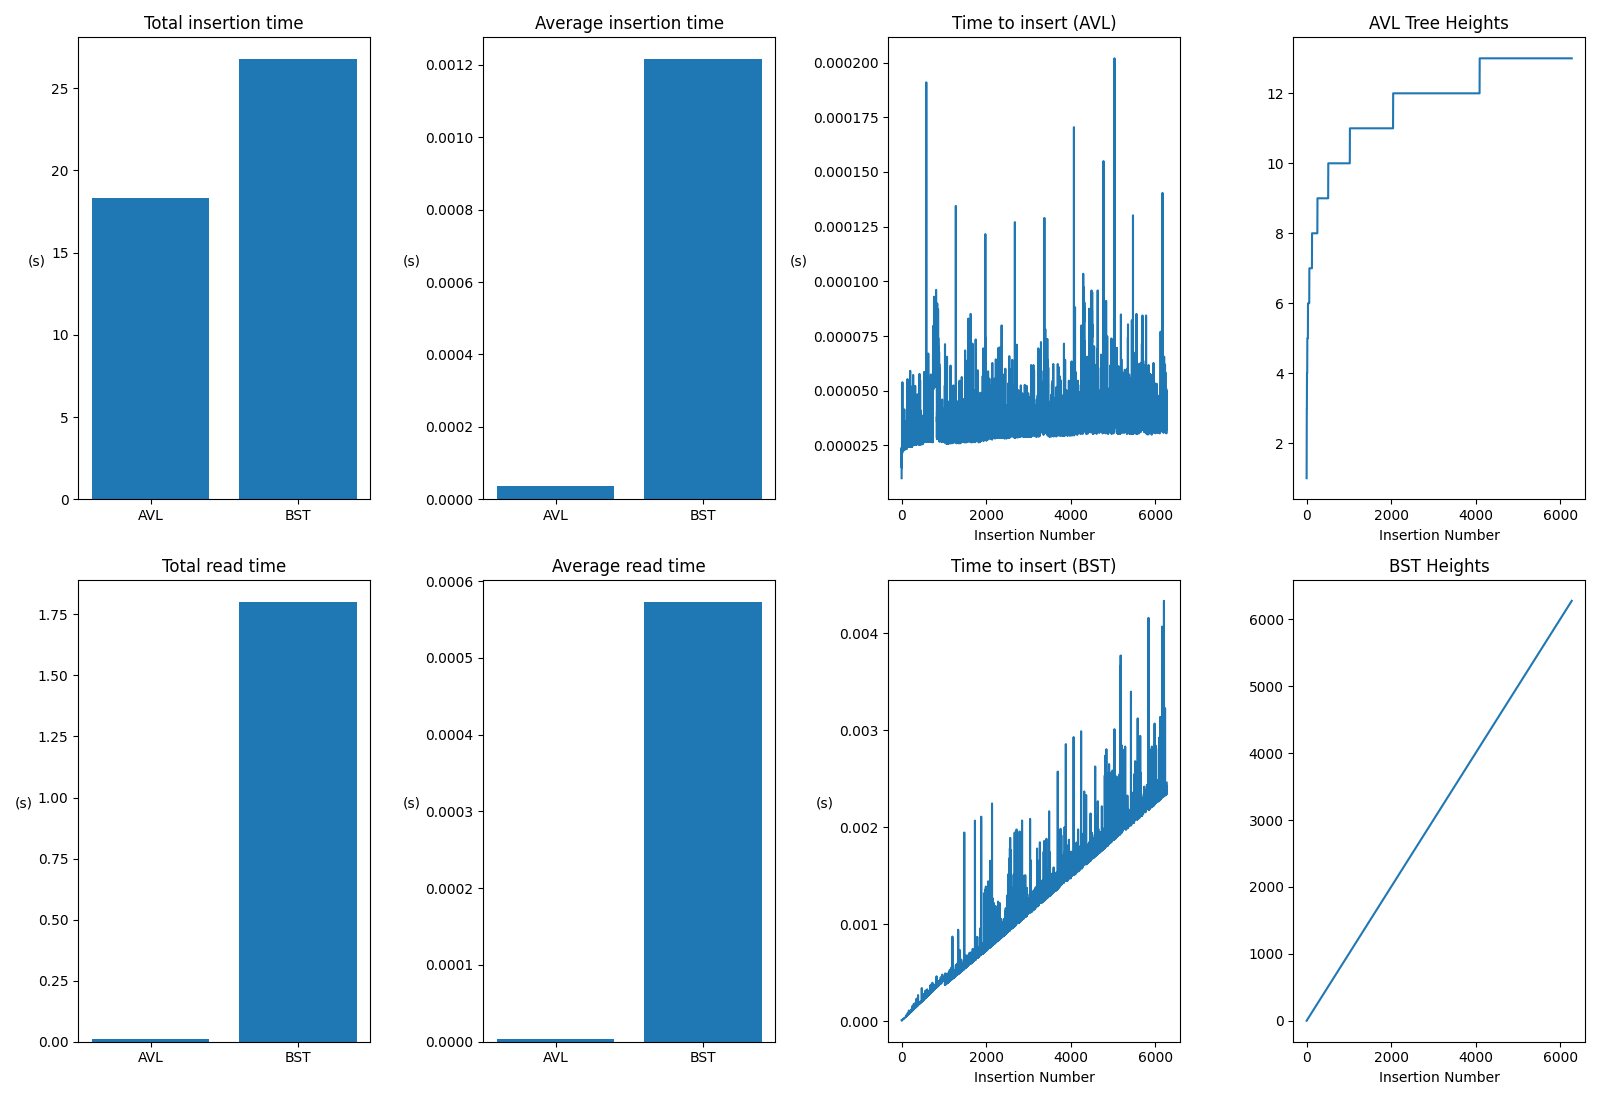 Total insertion time
25
20
15
10
5
0
(s)
AVL BST
Average insertion time
0.0012
0.0010
0.0008
0.0006
0.0004
0.0002
0.0000
(s)
AVL BST
Time to insert (AVL)
0.000200
0.000175
0.000150
0.000125
0.000100
0.000075
0.000050
0.000025
(s)
0 2000 4000 6000
Insertion Number
AVL Tree Heights
12
10
8
6
4
2
0 2000 4000 6000
Insertion Number
Total read time
1.75
1.50
1.25
1.00
0.75
0.50
0.25
0.00
(s)
AVL BST
Average read time
0.0006
0.0005
0.0004
0.0003
0.0002
0.0001
0.0000
(s)
AVL BST
Time to insert (BST)
0.004
0.003
0.002
0.001
0.000
(s)
0 2000 4000 6000
Insertion Number
BST Heights
6000
5000
4000
3000
2000
1000
0
0 2000 4000 6000
Insertion Number